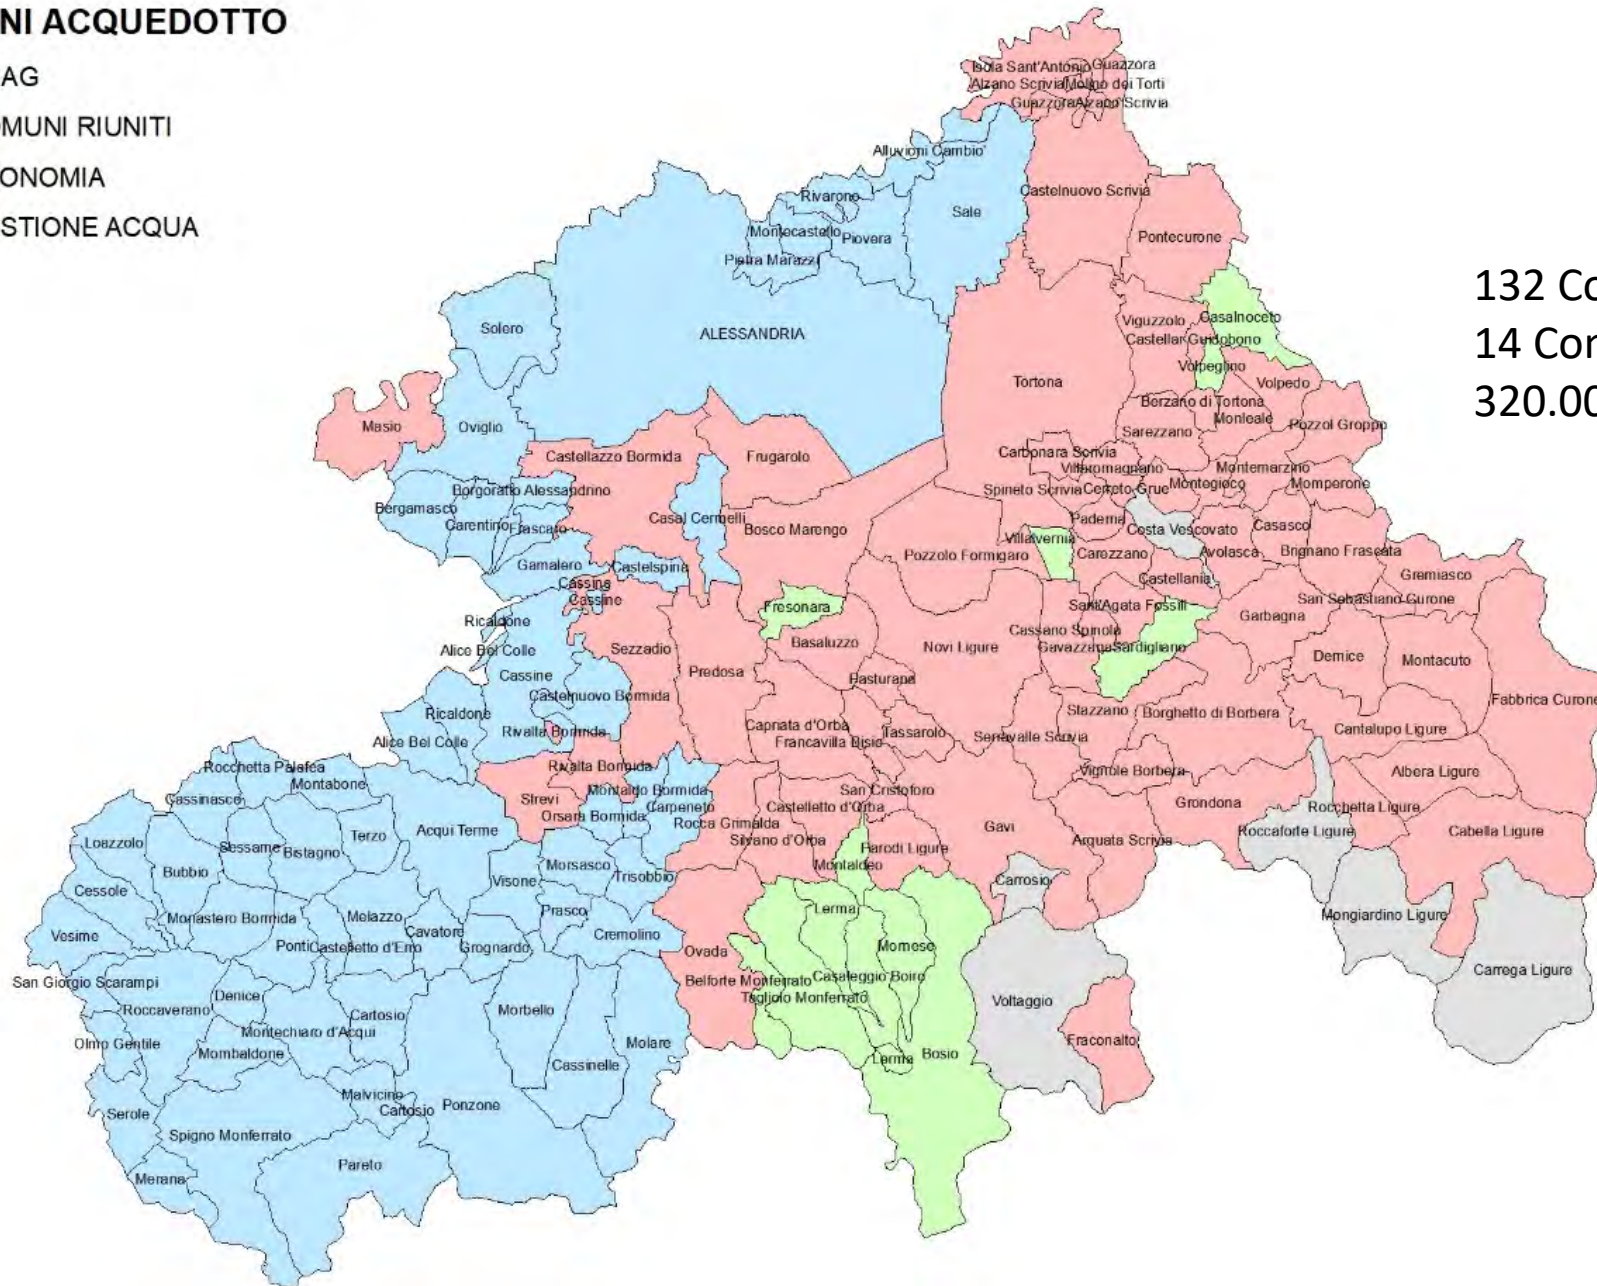 NI ACQUEDOTTO
AG
MUNI RIUNITI
ONOMIA
STIONE ACQUA
132 Co
14 Con
320.00
Isola Sant'Antonio
Guazzora
Alzano Scrivia
Molino dei Torti
Guazzora
Alzano Scrivia
Alluvioni Cambio'
Castelnuovo Scrivia
Rivarone
Sale
Montecastello
Piovera
Pontecurone
Pietra Marazzi
Solero
ALESSANDRIA
Viguzzolo
Casalnoceto
Castellar Guidobono
Volpeglino
Tortona
Volpedo
Berzano di Tortona
Monleale
Masio
Oviglio
Sarezzano
Pozzol Groppo
Castellazzo Bormida
Frugarolo
Carbonara Scrivia
Villaromagnano
Montemarzino
Borgoratto Alessandrino
Spineto Scrivia
Cerreto Grue
Montegioco
Momperone
Bergamasco
Carentino
Frascaro
Casal Cermelli
Bosco Marengo
Paderna
Costa Vescovato
Casasco
Villalvernia
Pozzolo Formigaro
Carezzano
Avolasca
Brignano Frascata
Gamalero
Castelspina
Cassine
Castellania
Gremiasco
Cassine
Fresonara
Sant'Agata Fossili
San Sebastiano Curone
Ricaldone
Garbagna
Cassano Spinola
Alice Bel Colle
Sezzadio
Basaluzzo
Novi Ligure
Gavazzana
Sardigliano
Dernice
Montacuto
Cassine
Predosa
Pasturana
Castelnuovo Bormida
Fabbrica Curone
Ricaldone
Stazzano
Borghetto di Borbera
Rivalta Bormida
Capriata d'Orba
Tassarolo
Cantalupo Ligure
Alice Bel Colle
Francavilla Bisio
Serravalle Scrivia
Rocchetta Palafea
Rivalta Bormida
Vignole Borbera
Albera Ligure
Montabone
Cassinasco
Strevi
Montaldo Bormida
San Cristoforo
Grondona
Carpeneto
Castelletto d'Orba
Rocchetta Ligure
Orsara Bormida
Rocca Grimalda
Gavi
Roccaforte Ligure
Cabella Ligure
Loazzolo
Terzo
Acqui Terme
Silvano d'Orba
Parodi Ligure
Arquata Scrivia
Sessame
Bistagno
Bubbio
Morsasco
Montaldeo
Visone
Trisobbio
Carrosio
Cessole
Monastero Bormida
Melazzo
Prasco
Lerma
Mongiardino Ligure
Vesime
Cavatore
Cremolino
Ponti
Castelletto d'Erro
Grognardo
Ovada
Mornese
San Giorgio Scarampi
Belforte Monferrato
Casaleggio Boiro
Carrega Ligure
Denice
Tagliolo Monferrato
Voltaggio
Roccaverano
Cartosio
Morbello
Montechiaro d'Acqui
Olmo Gentile
Molare
Fraconalto
Mombaldone
Lerma
Bosio
Cassinelle
Malvicino
Serole
Cartosio
Ponzone
Spigno Monferrato
Pareto
Merana